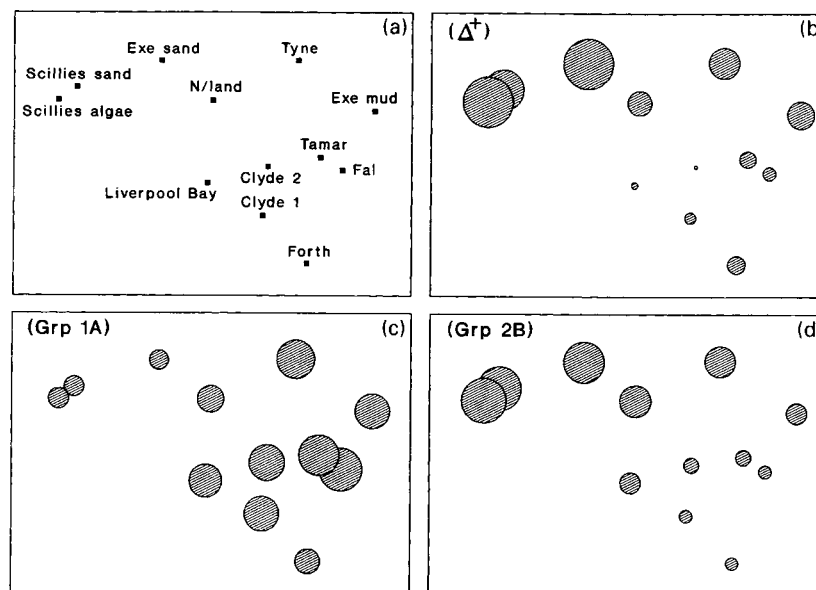 (a)
Exe sand
Tyne
Scillies sand
N/land
Scillies algae
Exe mud
Tamar
Clyde 2
Fal
Liverpool Bay
Clyde 1
Forth
(Δ⁺)
(b)
(Grp 1A)
(c)
(Grp 2B)
(d)